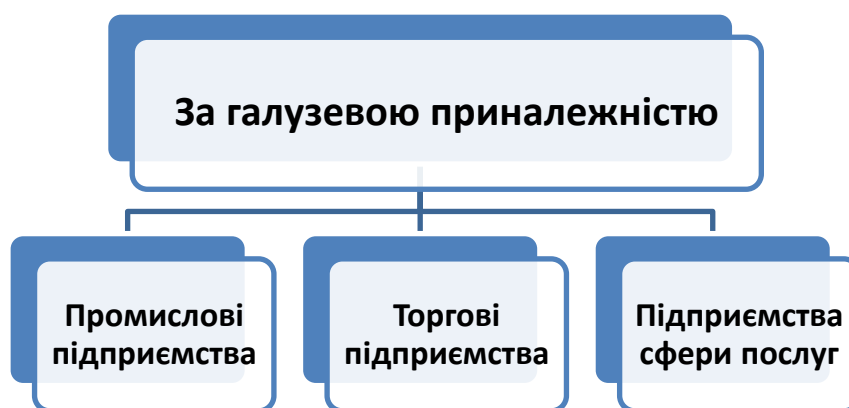 За галузевою приналежністю
Промислові
підприємства
Торгові
підприємства
Підприємства
сфери послуг